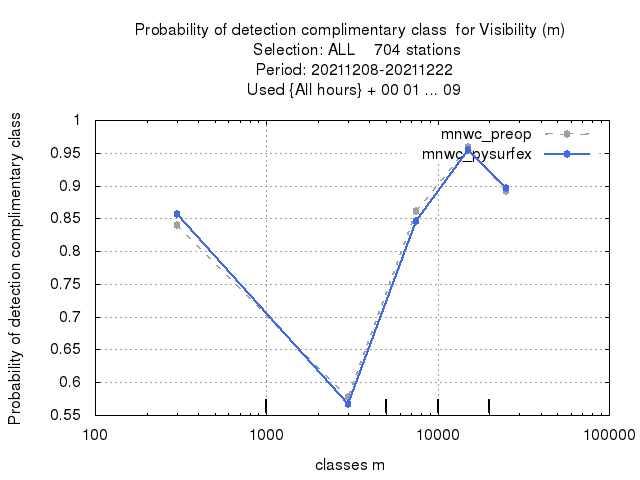 Probability of detection complimentary class  for Visibility (m)
Selection: ALL    704 stations
Period: 20211208-20211222
Used {All hours} + 00 01 ... 09
Probability of detection complimentary class
1
0.95
0.9
0.85
0.8
0.75
0.7
0.65
0.6
0.55
mnwc_preop
mnwc_pysurfex
100
1000
10000
100000
classes m